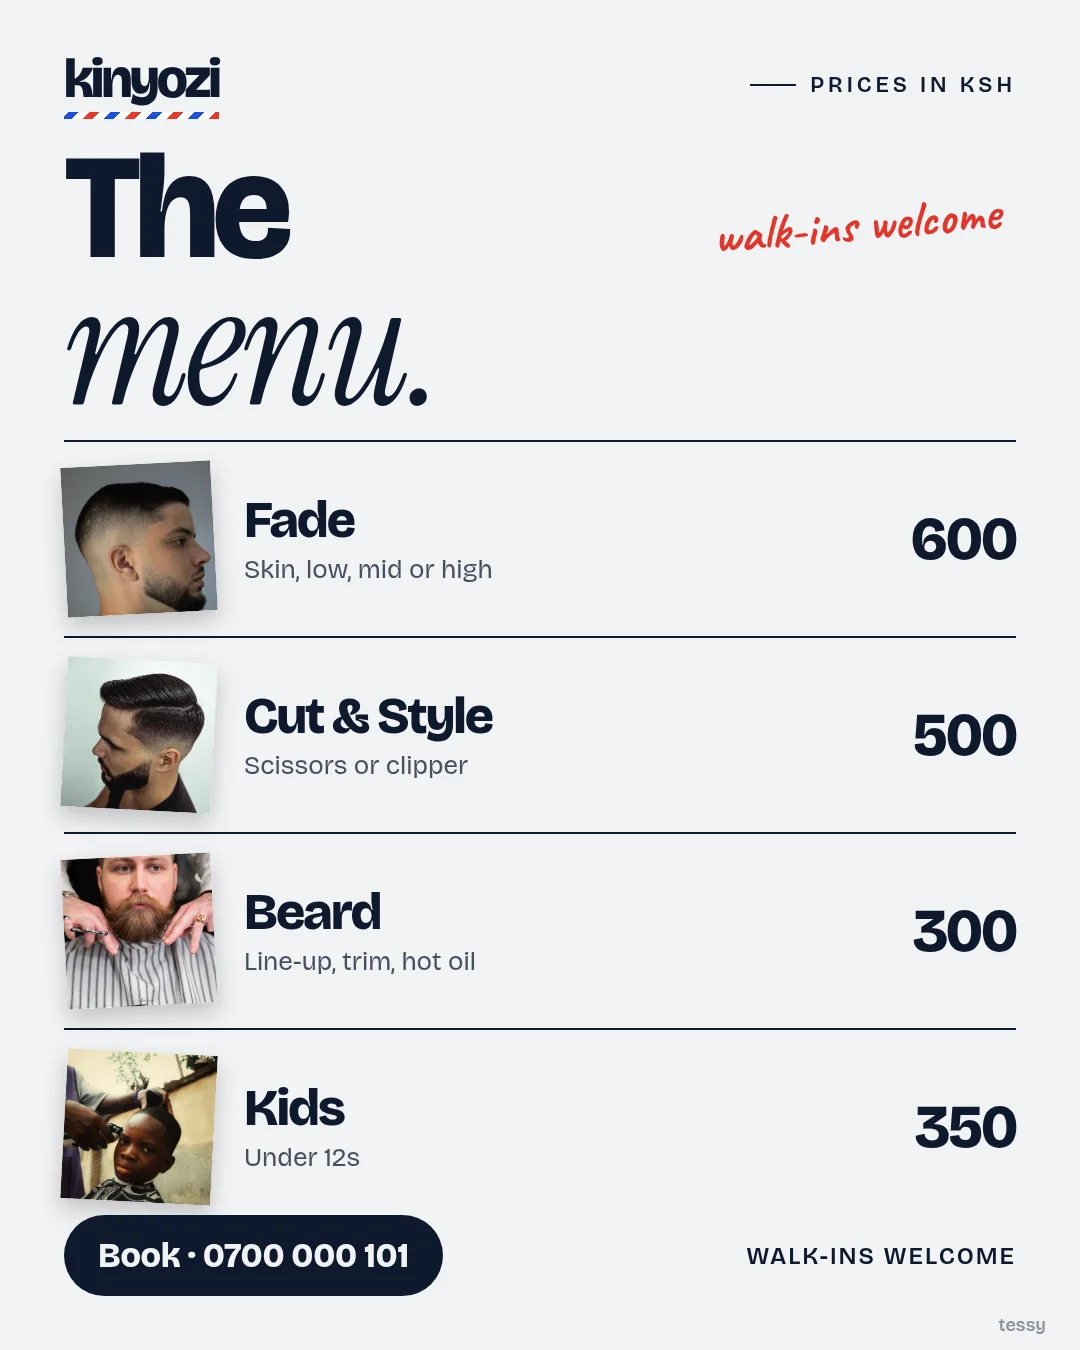 kinyozi
PRICES IN KSH
The
walk-ins welcome
menu.
Fade
Skin, low, mid or high
600
Cut & Style
Scissors or clipper
500
Beard
Line-up, trim, hot oil
300
Kids
Under 12s
350
Book · 0700 000 101
WALK-INS WELCOME
tessy